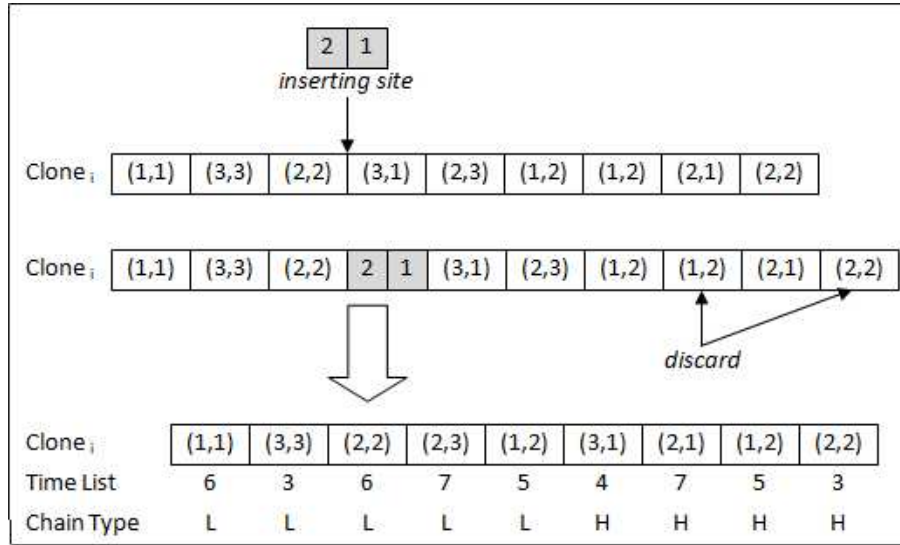 2 1
inserting site
Clone i (1,1) (3,3) (2,2) (3,1) (2,3) (1,2) (1,2) (2,1) (2,2)
Clone i (1,1) (3,3) (2,2) 2 1 (3,1) (2,3) (1,2) (1,2) (2,1) (2,2)
discard
Clone i (1,1) (3,3) (2,2) (2,3) (1,2) (3,1) (2,1) (1,2) (2,2)
Time List 6 3 6 7 5 4 7 5 3
Chain Type L L L L L H H H H